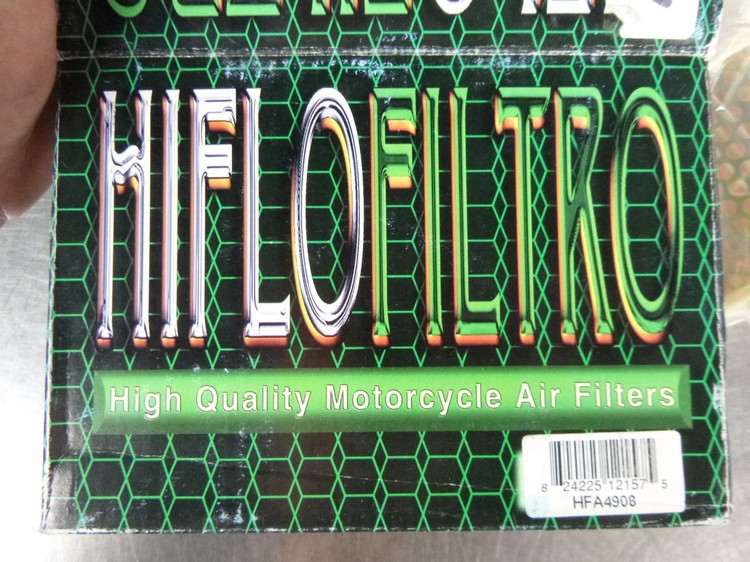 HIFLOFILTRO
High Quality Motorcycle Air Filters
8 24225 12157 5
HFA4908